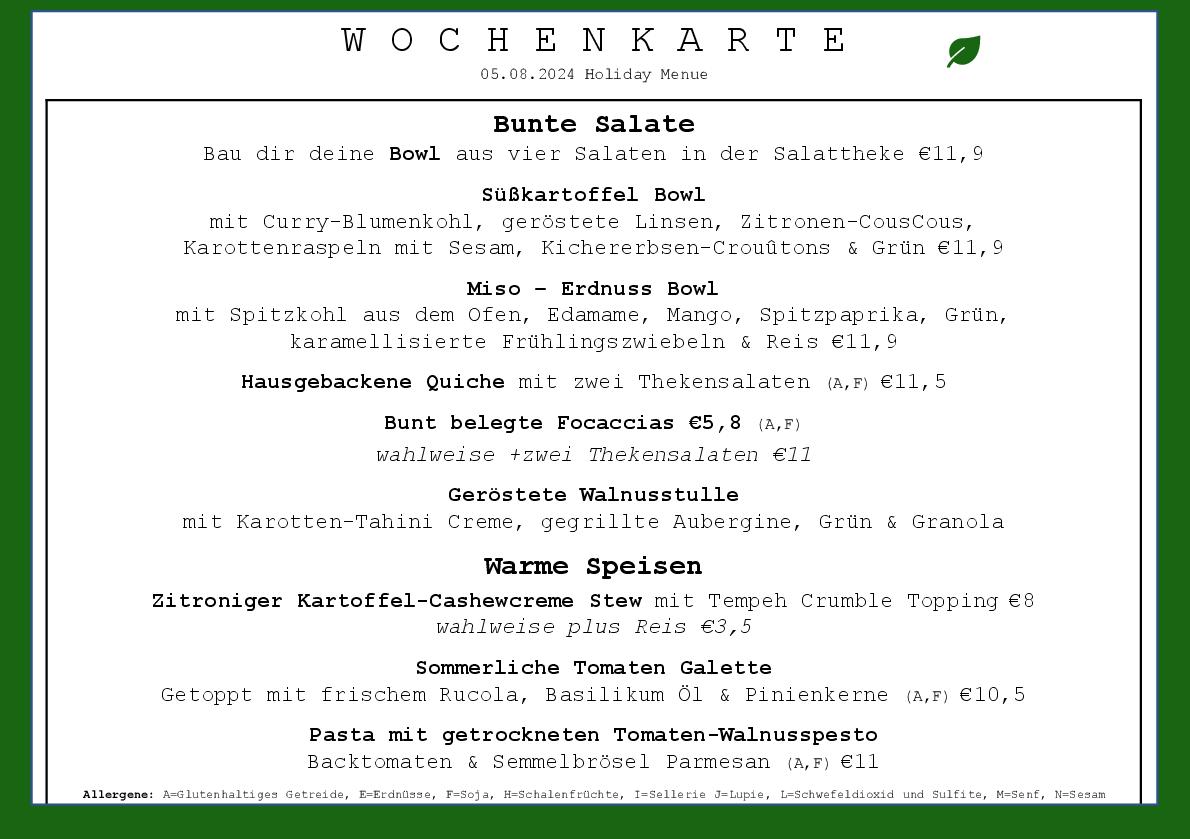 WOCHENKARTE
05.08.2024 Holiday Menue
Bunte Salate
Bau dir deine Bowl aus vier Salaten in der Salattheke €11,9
Süßkartoffel Bowl
mit Curry-Blumenkohl, geröstete Linsen, Zitronen-CousCous,
Karottenraspeln mit Sesam, Kichererbsen-Crouûtons & Grün €11,9
Miso – Erdnuss Bowl
mit Spitzkohl aus dem Ofen, Edamame, Mango, Spitzpaprika, Grün,
karamellisierte Frühlingszwiebeln & Reis €11,9
Hausgebackene Quiche mit zwei Thekensalaten (A,F) €11,5
Bunt belegte Focaccias €5,8 (A,F)
wahlweise +zwei Thekensalaten €11
Geröstete Walnusstulle
mit Karotten-Tahini Creme, gegrillte Aubergine, Grün & Granola
Warme Speisen
Zitroniger Kartoffel-Cashewcreme Stew mit Tempeh Crumble Topping €8
wahlweise plus Reis €3,5
Sommerliche Tomaten Galette
Getoppt mit frischem Rucola, Basilikum Öl & Pinienkerne (A,F) €10,5
Pasta mit getrockneten Tomaten-Walnusspesto
Backtomaten & Semmelbrösel Parmesan (A,F) €11
Allergene: A=Glutenhaltiges Getreide, E=Erdnüsse, F=Soja, H=Schalenfrüchte, I=Sellerie J=Lupie, L=Schwefeldioxid und Sulfite, M=Senf, N=Sesam